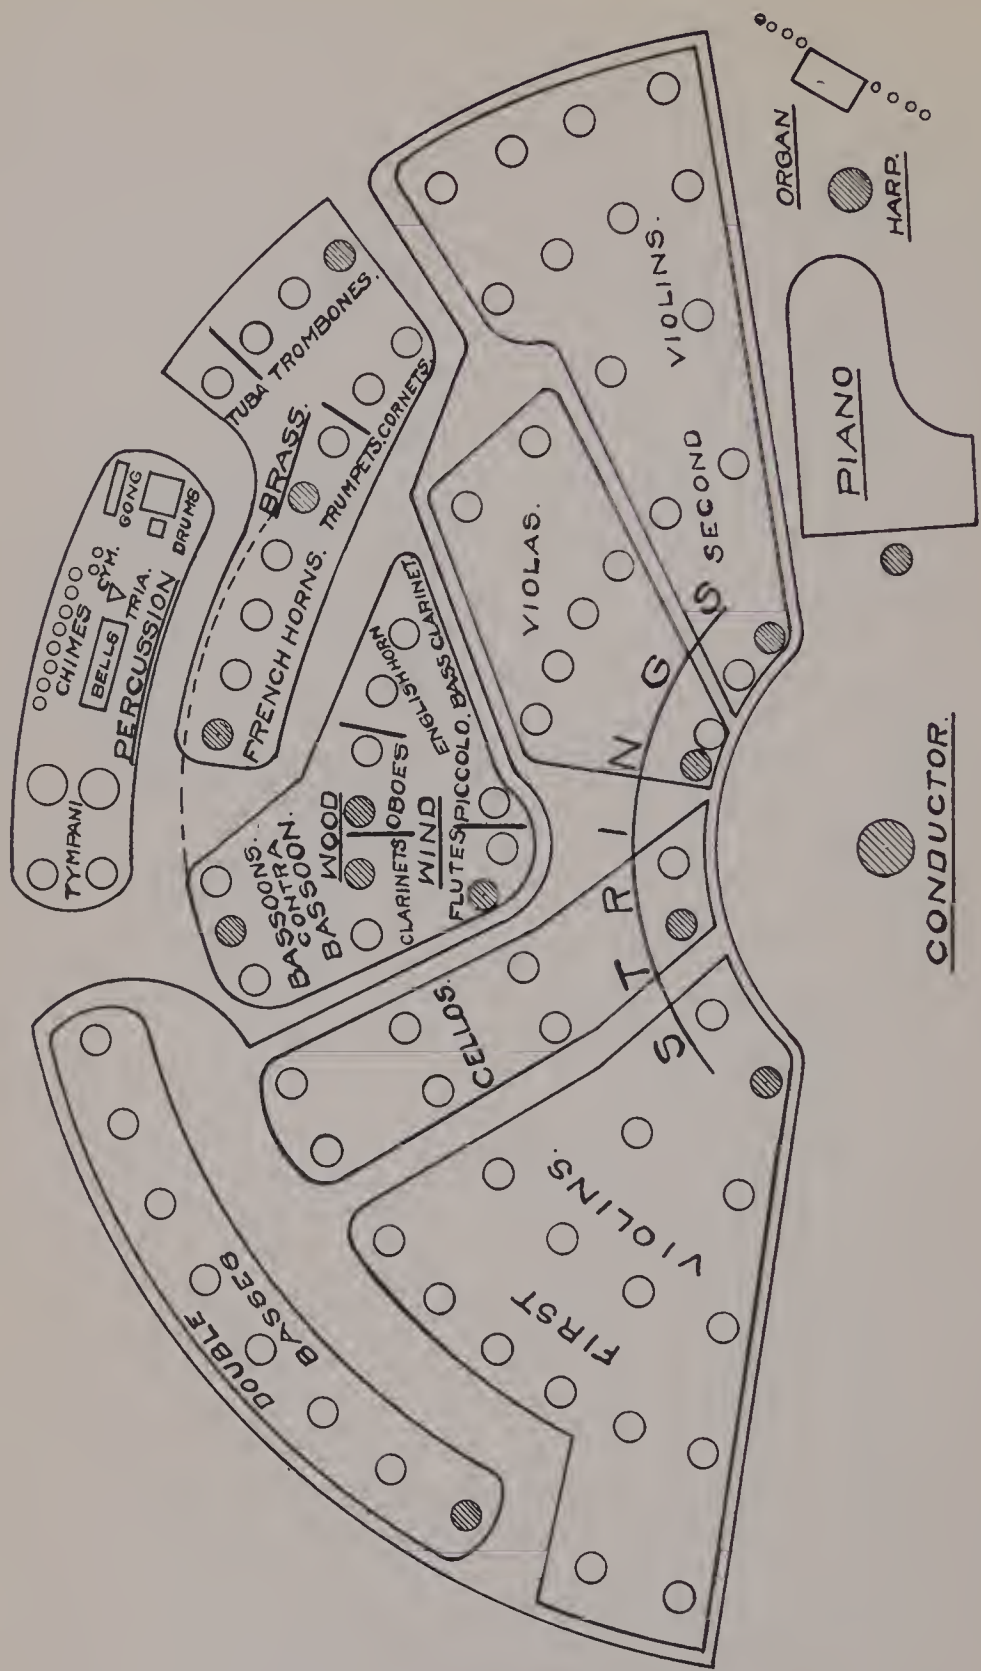 TYMPANI
CHIMES
BELLS
TRIA.
CYM.
GONG
DRUMS
PERCUSSION
FRENCH HORNS.
BRASS.
TRUMPETS.
CORNETS.
TUBA
TROMBONES.
BASSOONS.
CONTRA
BASSOON.
WOOD
WIND
CLARINETS
OBOES
ENGLISH HORN
BASS CLARINET
FLUTES
PICCOLO.
DOUBLE
BASSES
CELLOS.
VIOLAS.
FIRST
VIOLINS.
SECOND
VIOLINS.
STRINGS
CONDUCTOR.
PIANO
HARP.
ORGAN